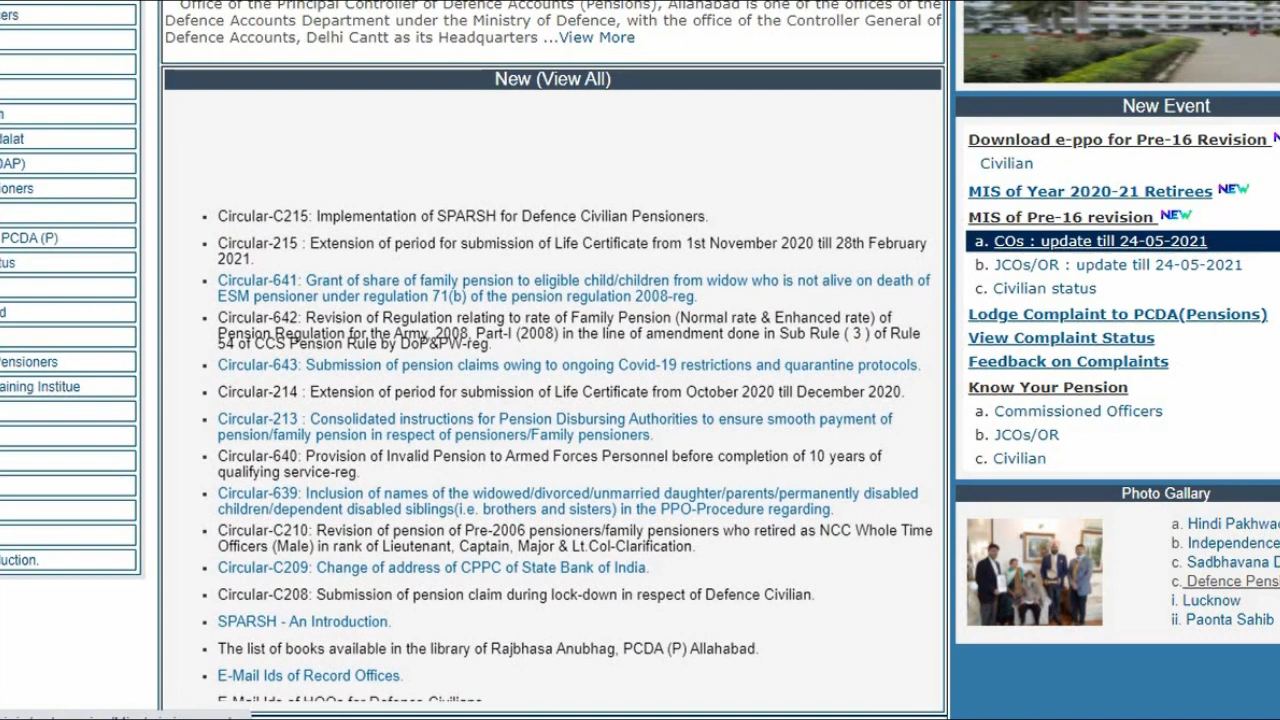 cers
dalat
DAP)
ioners
PCDA (P)
tus
d
Pensioners
aining Institue
uction.
Office of the Principal Controller of Defence Accounts (Pensions), Allahabad is one of the offices of the
Defence Accounts Department under the Ministry of Defence, with the office of the Controller General of
Defence Accounts, Delhi Cantt as its Headquarters ...View More
New (View All)
Circular-C215: Implementation of SPARSH for Defence Civilian Pensioners.
Circular-215 : Extension of period for submission of Life Certificate from 1st November 2020 till 28th February
2021.
Circular-641: Grant of share of family pension to eligible child/children from widow who is not alive on death of
ESM pensioner under regulation 71(b) of the pension regulation 2008-reg.
Circular-642: Revision of Regulation relating to rate of Family Pension (Normal rate & Enhanced rate) of
Pension Regulation for the Army, 2008, Part-I (2008) in the line of amendment done in Sub Rule ( 3 ) of Rule
54 of CCS Pension Rule by DoP&PW-reg.
Circular-643: Submission of pension claims owing to ongoing Covid-19 restrictions and quarantine protocols.
Circular-214 : Extension of period for submission of Life Certificate from October 2020 till December 2020.
Circular-213 : Consolidated instructions for Pension Disbursing Authorities to ensure smooth payment of
pension/family pension in respect of pensioners/Family pensioners.
Circular-640: Provision of Invalid Pension to Armed Forces Personnel before completion of 10 years of
qualifying service-reg.
Circular-639: Inclusion of names of the widowed/divorced/unmarried daughter/parents/permanently disabled
children/dependent disabled siblings(i.e. brothers and sisters) in the PPO-Procedure regarding.
Circular-C210: Revision of pension of Pre-2006 pensioners/family pensioners who retired as NCC Whole Time
Officers (Male) in rank of Lieutenant, Captain, Major & Lt.Col-Clarification.
Circular-C209: Change of address of CPPC of State Bank of India.
Circular-C208: Submission of pension claim during lock-down in respect of Defence Civilian.
SPARSH - An Introduction.
The list of books available in the library of Rajbhasa Anubhag, PCDA (P) Allahabad.
E-Mail Ids of Record Offices.
E-Mail Ids of HOOs for Defence Civilians
New Event
Download e-ppo for Pre-16 Revision N
Civilian
MIS of Year 2020-21 Retirees NEW
MIS of Pre-16 revision NEW
a. COs : update till 24-05-2021
b. JCOs/OR : update till 24-05-2021
c. Civilian status
Lodge Complaint to PCDA(Pensions)
View Complaint Status
Feedback on Complaints
Know Your Pension
a. Commissioned Officers
b. JCOs/OR
c. Civilian
Photo Gallary
a. Hindi Pakhwa
b. Independence
c. Sadbhavana D
c. Defence Pens
i. Lucknow
ii. Paonta Sahib